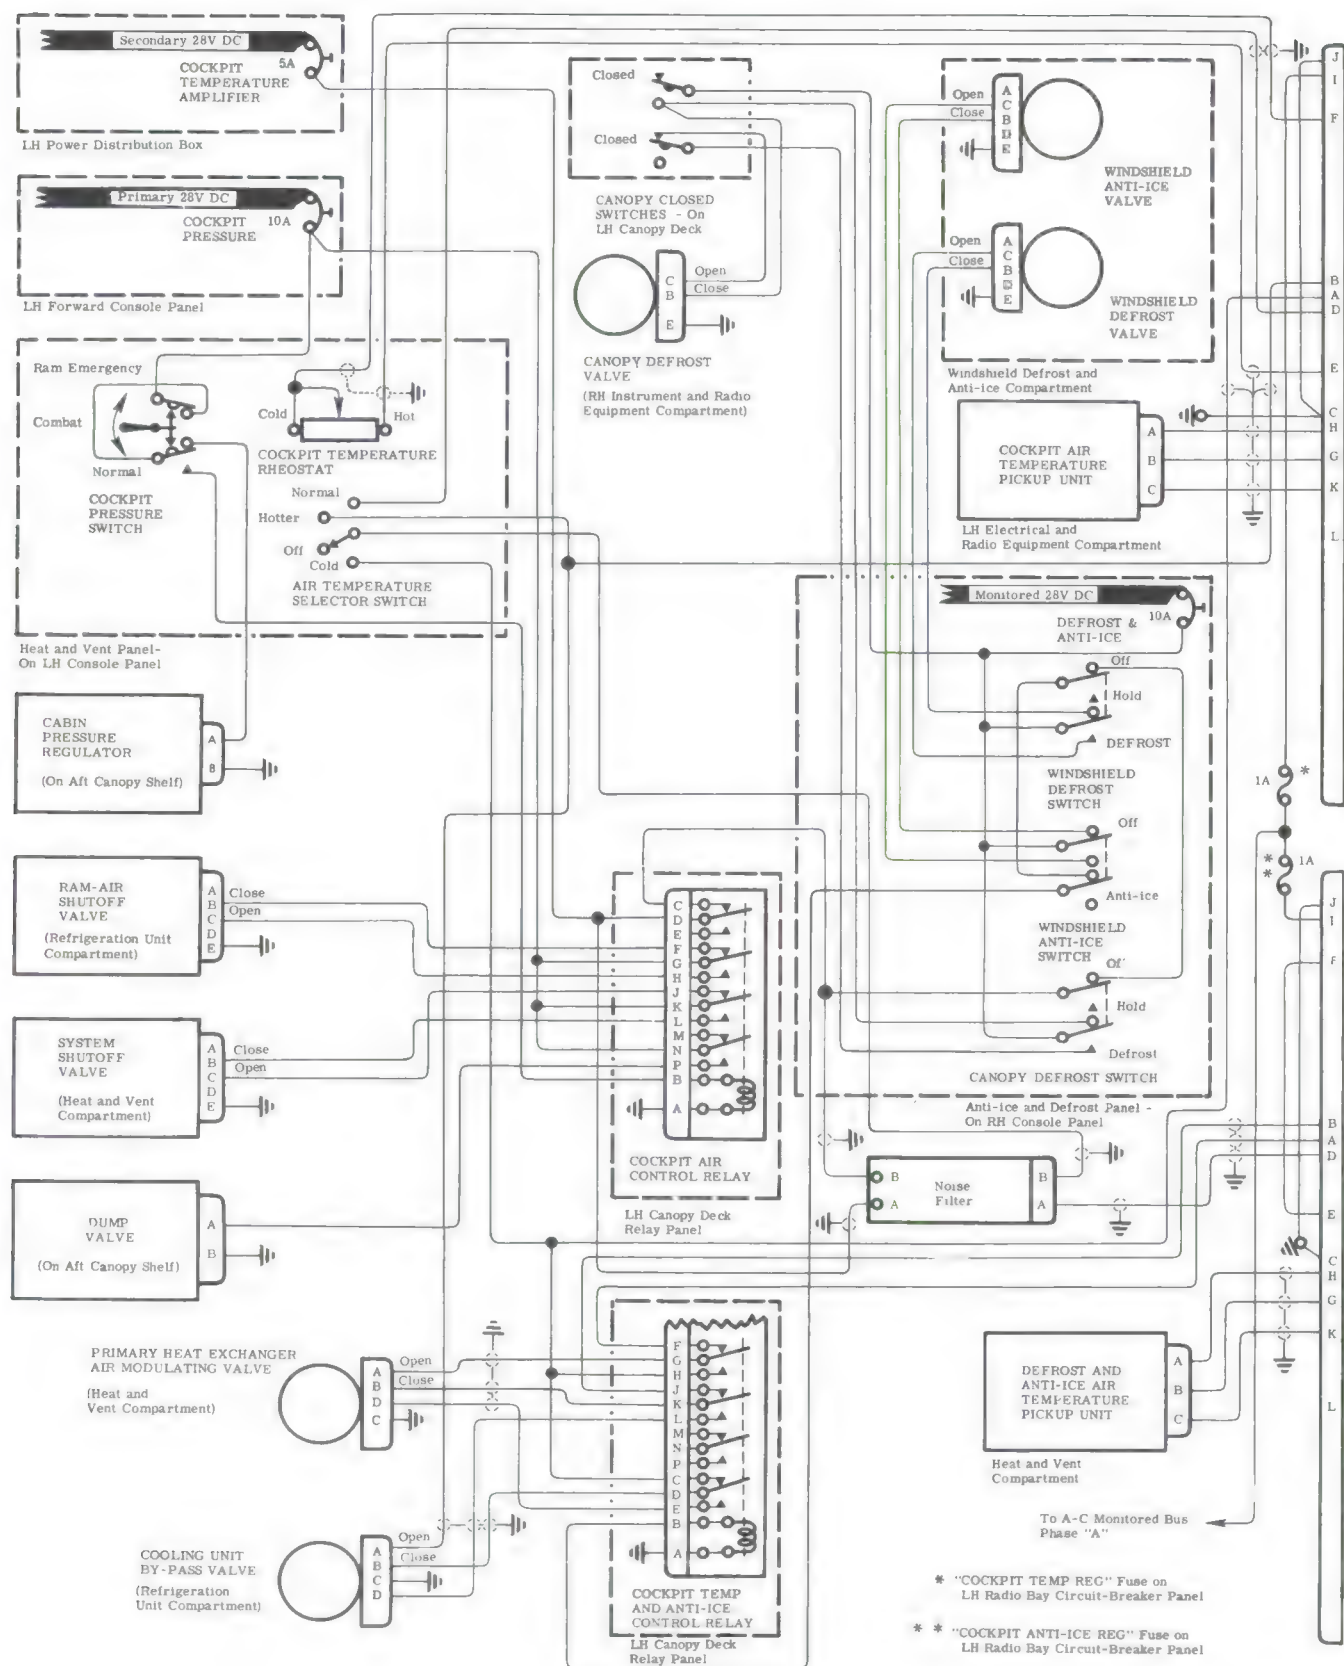 Secondary 28V DC
5A
COCKPIT
TEMPERATURE
AMPLIFIER
LH Power Distribution Box
Primary 28V DC
COCKPIT
PRESSURE
10A
LH Forward Console Panel
Closed
Closed
CANOPY CLOSED
SWITCHES - On
LH Canopy Deck
Open
Close
C
B
E
CANOPY DEFROST
VALVE
(RH Instrument and Radio
Equipment Compartment)
Open
Close
A
C
B
D
E
WINDSHIELD
ANTI-ICE
VALVE
Open
Close
A
C
B
D
E
WINDSHIELD
DEFROST
VALVE
Windshield Defrost and
Anti-ice Compartment
J
I
F
B
A
D
E
C
H
G
K
L
Ram Emergency
Combat
Normal
COCKPIT
PRESSURE
SWITCH
Cold
Hot
COCKPIT TEMPERATURE
RHEOSTAT
Normal
Hotter
Off
Cold
AIR TEMPERATURE
SELECTOR SWITCH
Heat and Vent Panel-
On LH Console Panel
COCKPIT AIR
TEMPERATURE
PICKUP UNIT
A
B
C
LH Electrical and
Radio Equipment Compartment
Monitored 28V DC
DEFROST &
ANTI-ICE
10A
Off
Hold
DEFROST
WINDSHIELD
DEFROST
SWITCH
Off
Anti-ice
WINDSHIELD
ANTI-ICE
SWITCH
Off
Hold
Defrost
CANOPY DEFROST SWITCH
Anti-ice and Defrost Panel -
On RH Console Panel
1A
*
* *
1A
CABIN
PRESSURE
REGULATOR
(On Aft Canopy Shelf)
A
B
RAM-AIR
SHUTOFF
VALVE
(Refrigeration Unit
Compartment)
A
B
C
D
E
Close
Open
SYSTEM
SHUTOFF
VALVE
(Heat and Vent
Compartment)
A
B
C
D
E
Close
Open
DUMP
VALVE
(On Aft Canopy Shelf)
A
B
C
D
E
F
G
H
J
K
L
M
N
P
B
A
COCKPIT AIR
CONTROL RELAY
LH Canopy Deck
Relay Panel
B
A
Noise
Filter
B
A
J
I
F
B
A
D
E
C
H
G
K
L
PRIMARY HEAT EXCHANGER
AIR MODULATING VALVE
(Heat and
Vent Compartment)
A
B
D
C
Open
Close
F
G
H
J
K
L
M
N
P
C
D
E
B
A
COCKPIT TEMP
AND ANTI-ICE
CONTROL RELAY
LH Canopy Deck
Relay Panel
COOLING UNIT
BY-PASS VALVE
(Refrigeration
Unit Compartment)
A
B
C
D
Open
Close
DEFROST AND
ANTI-ICE AIR
TEMPERATURE
PICKUP UNIT
A
B
C
Heat and Vent
Compartment
To A-C Monitored Bus
Phase "A"
* "COCKPIT TEMP REG" Fuse on
LH Radio Bay Circuit-Breaker Panel
* * "COCKPIT ANTI-ICE REG" Fuse on
LH Radio Bay Circuit-Breaker Panel